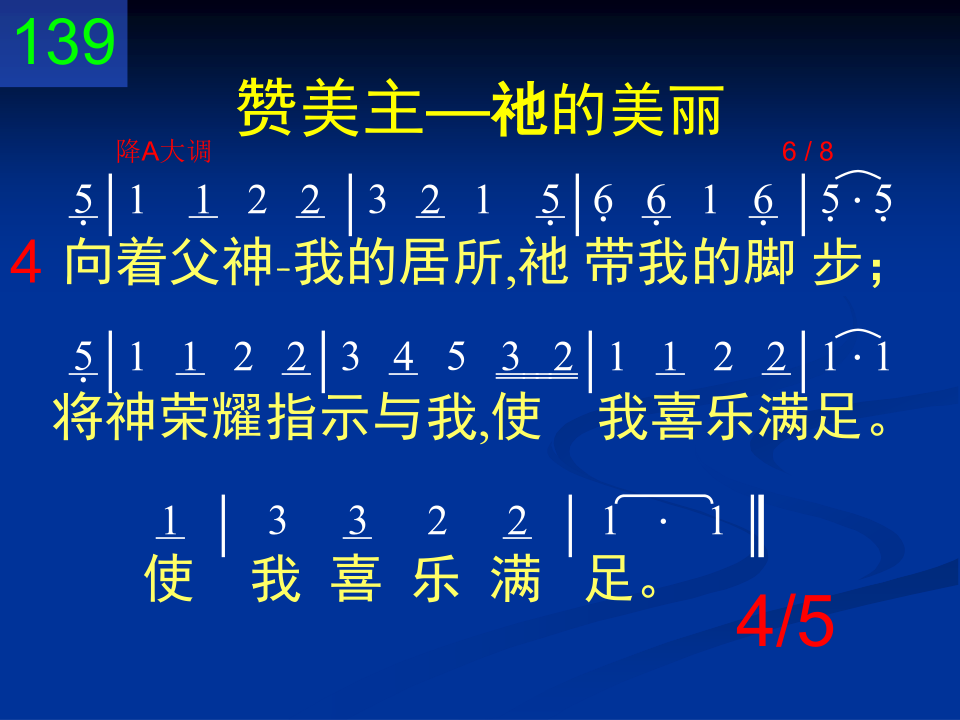 139
赞美主—祂的美丽
降A大调 6 / 8
5 | 1 1 2 2 | 3 2 1 5 | 6 6 1 6 | 5 · 5
4 向着父神-我的居所,祂 带我的脚 步；
5 | 1 1 2 2 | 3 4 5 3 2 | 1 1 2 2 | 1 · 1
将神荣耀指示与我,使 我喜乐满足。
1 | 3 3 2 2 | 1 · 1 ‖
使 我 喜 乐 满 足。
4/5